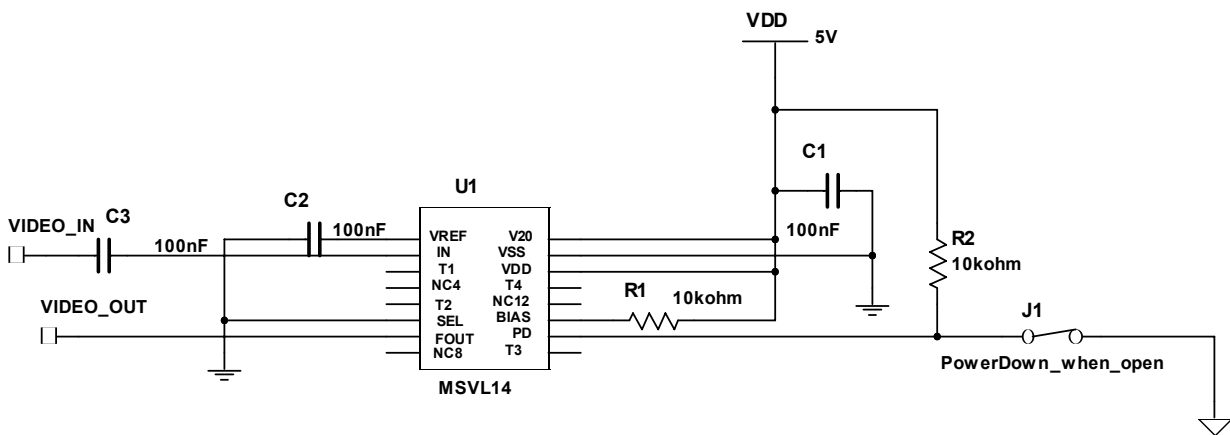 VDD
5V
C1
100nF
U1
C2
100nF
C3
100nF
VIDEO_IN
VIDEO_OUT
VREF
IN
T1
NC4
T2
SEL
FOUT
NC8
V20
VSS
VDD
T4
NC12
BIAS
PD
T3
MSVL14
R1
10kohm
R2
10kohm
J1
PowerDown_when_open